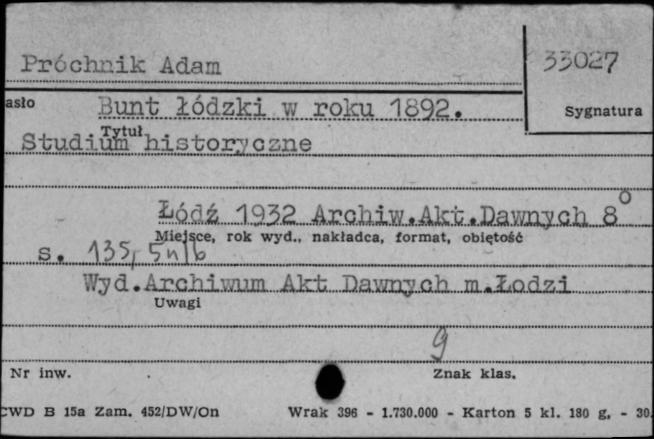 Próchnik Adam
33027
asło
Bunt łódzki w roku 1892.
Sygnatura
Tytuł
Studium historyczne
Łódź 1932 Archiw.Akt.Dawnych 8°
Miejsce, rok wyd., nakładca, format, objętość
s. 135, 5nlb
Wyd.Archiwum Akt Dawnych m.Łodzi
Uwagi
9
Nr inw.
Znak klas.
CWD B 15a Zam. 452/DW/On Wrak 396 - 1.730.000 - Karton 5 kl. 180 g. - 30.